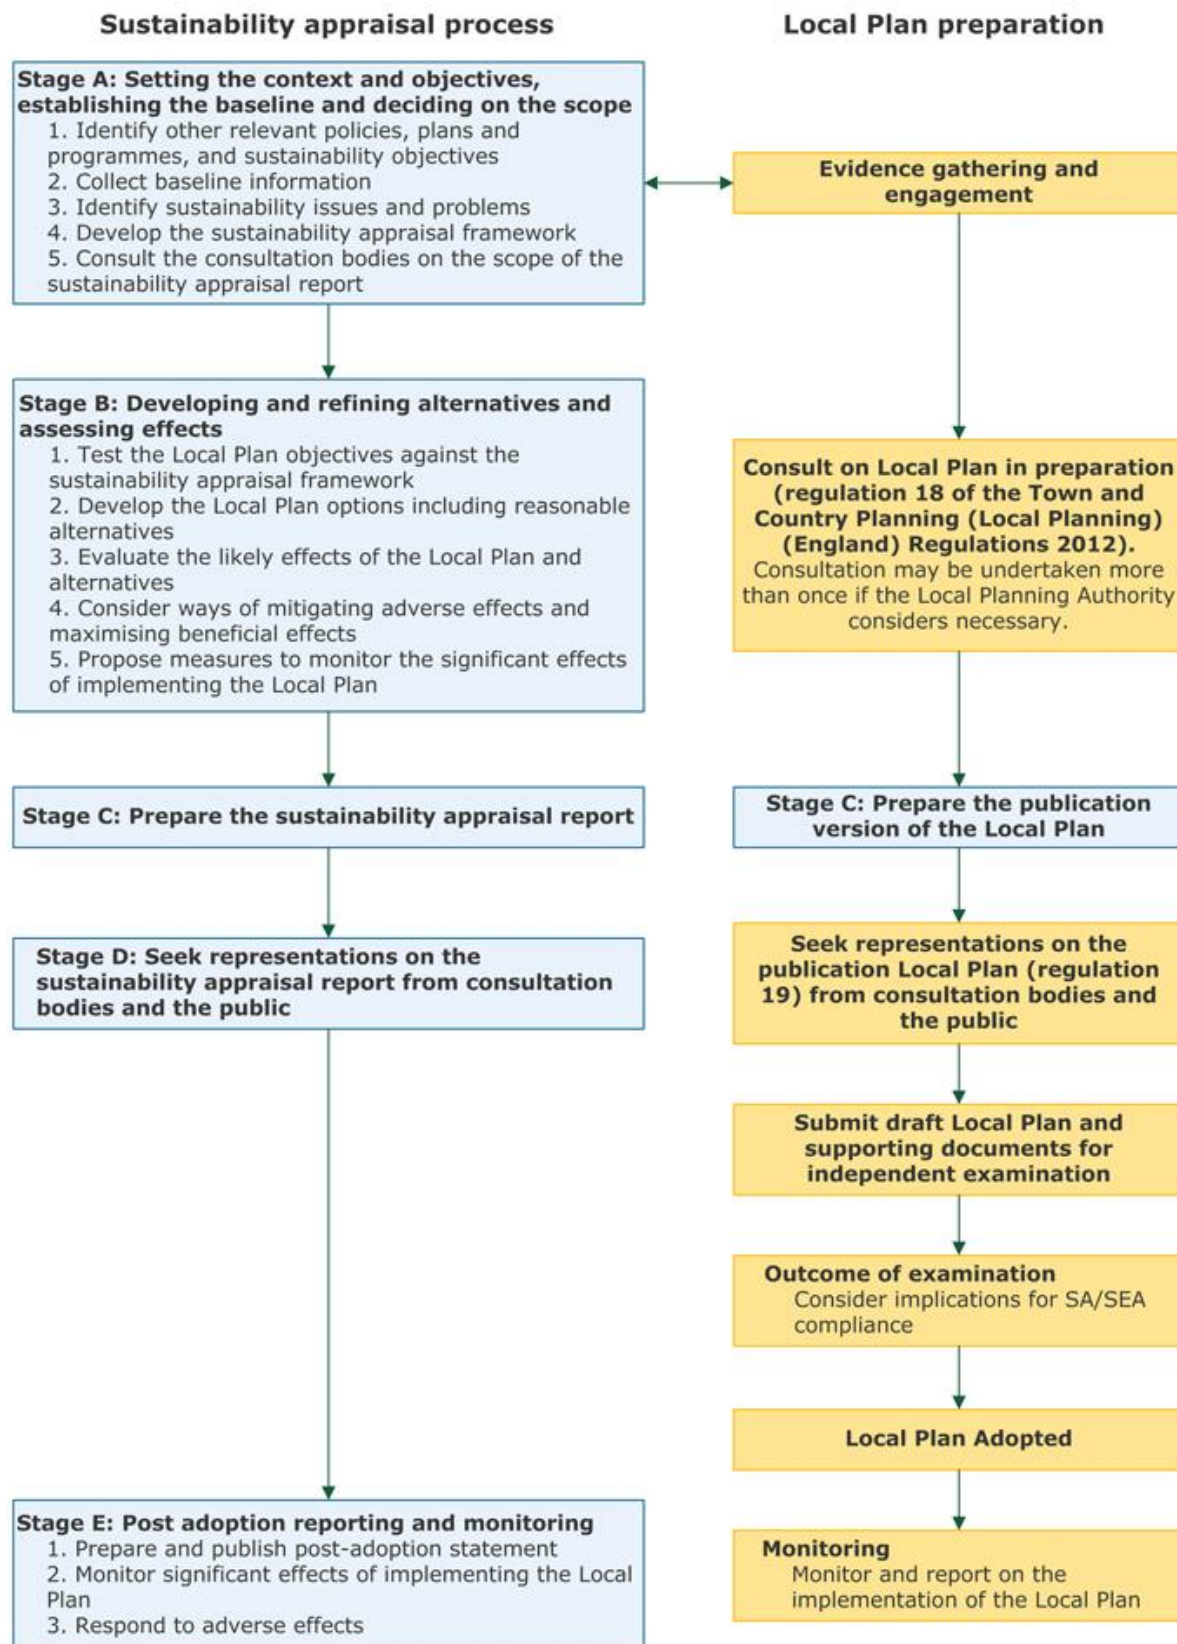 Sustainability appraisal process
Local Plan preparation
Stage A: Setting the context and objectives,
establishing the baseline and deciding on the scope
1. Identify other relevant policies, plans and
programmes, and sustainability objectives
2. Collect baseline information
3. Identify sustainability issues and problems
4. Develop the sustainability appraisal framework
5. Consult the consultation bodies on the scope of the
sustainability appraisal report
Evidence gathering and
engagement
Stage B: Developing and refining alternatives and
assessing effects
1. Test the Local Plan objectives against the
sustainability appraisal framework
2. Develop the Local Plan options including reasonable
alternatives
3. Evaluate the likely effects of the Local Plan and
alternatives
4. Consider ways of mitigating adverse effects and
maximising beneficial effects
5. Propose measures to monitor the significant effects
of implementing the Local Plan
Consult on Local Plan in preparation
(regulation 18 of the Town and
Country Planning (Local Planning)
(England) Regulations 2012).
Consultation may be undertaken more
than once if the Local Planning Authority
considers necessary.
Stage C: Prepare the sustainability appraisal report
Stage C: Prepare the publication
version of the Local Plan
Stage D: Seek representations on the
sustainability appraisal report from consultation
bodies and the public
Seek representations on the
publication Local Plan (regulation
19) from consultation bodies and
the public
Submit draft Local Plan and
supporting documents for
independent examination
Outcome of examination
Consider implications for SA/SEA
compliance
Local Plan Adopted
Stage E: Post adoption reporting and monitoring
1. Prepare and publish post-adoption statement
2. Monitor significant effects of implementing the Local
Plan
3. Respond to adverse effects
Monitoring
Monitor and report on the
implementation of the Local Plan